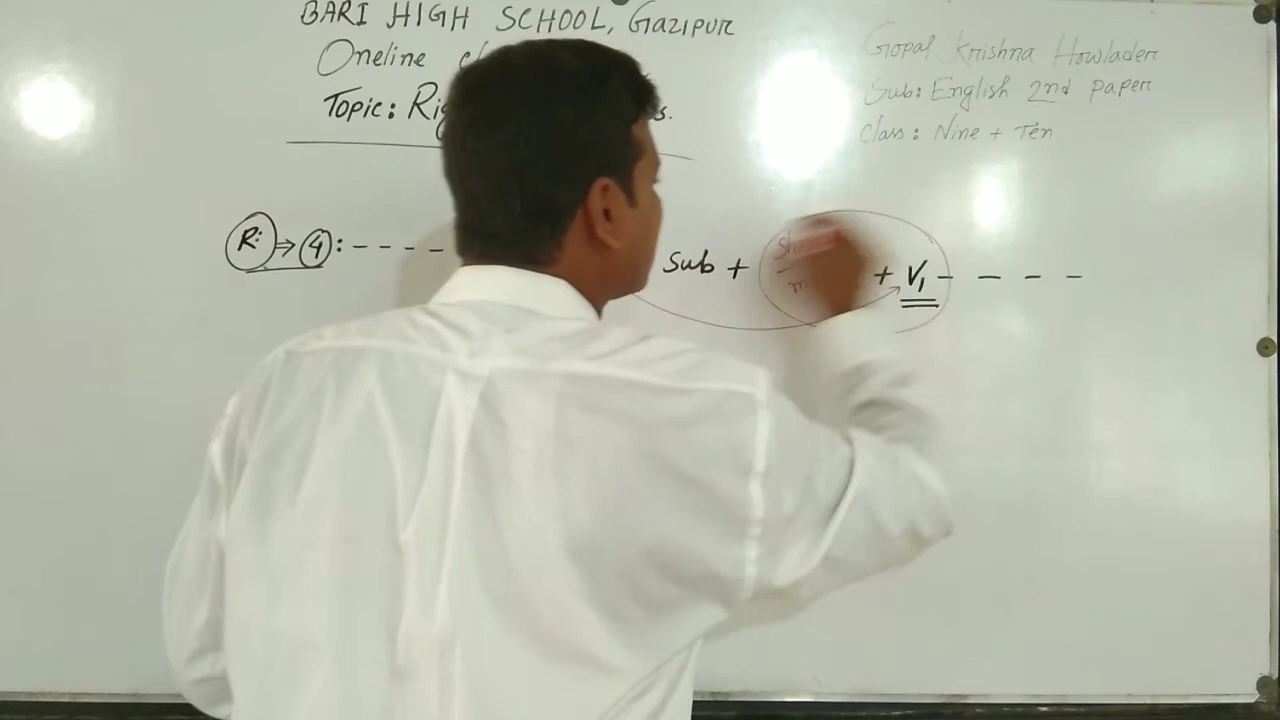 BARI HIGH SCHOOL, Gazipur
Oneline
Topic:
Gopal Krishna Howlader
Sub: English 2nd paper
Class: Nine + Ten
R: ⇒ 4: - - - - Sub + + V₁ - - - -